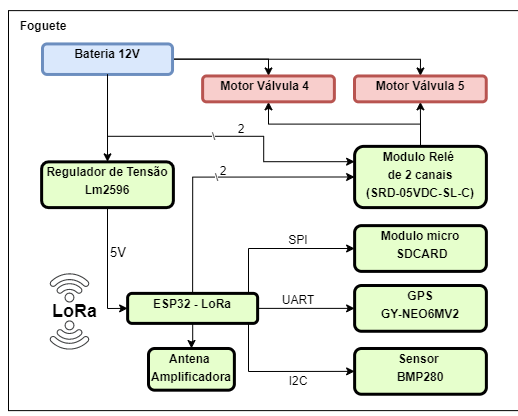 Foguete
Bateria 12V
Motor Válvula 4
Motor Válvula 5
2
Regulador de Tensão
Lm2596
Modulo Relé
de 2 canais
(SRD-05VDC-SL-C)
2
5V
SPI
Modulo micro
SDCARD
LoRa
ESP32 - LoRa
UART
GPS
GY-NEO6MV2
Antena
Amplificadora
I2C
Sensor
BMP280